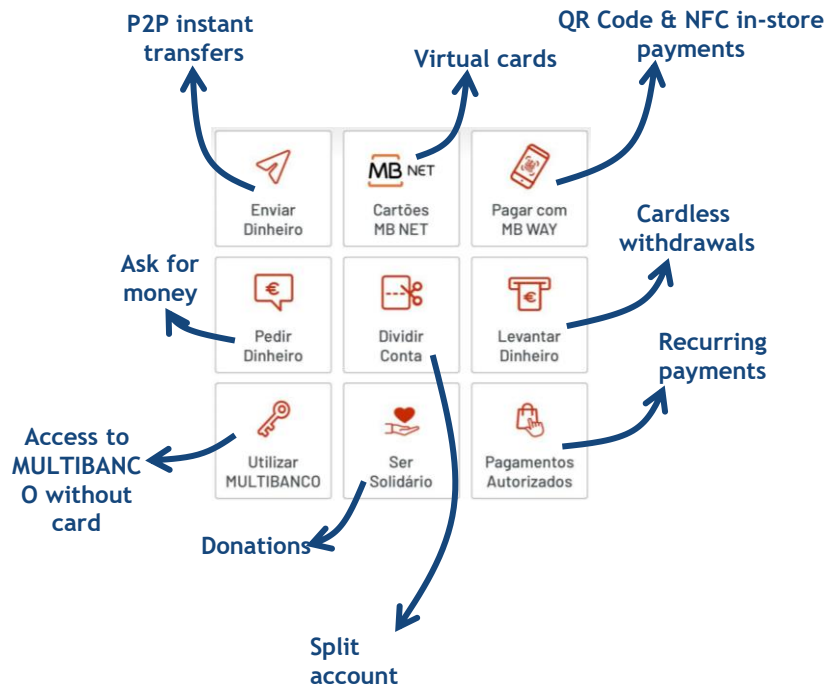 P2P instant
transfers
Virtual cards
QR Code & NFC in-store
payments
MB NET
Enviar
Dinheiro
Cartões
MB NET
Pagar com
MB WAY
Cardless
withdrawals
Ask for
money
€
€
Pedir
Dinheiro
Dividir
Conta
Levantar
Dinheiro
Recurring
payments
Access to
MULTIBANC
O without
card
Utilizar
MULTIBANCO
Ser
Solidário
Pagamentos
Autorizados
Donations
Split
account